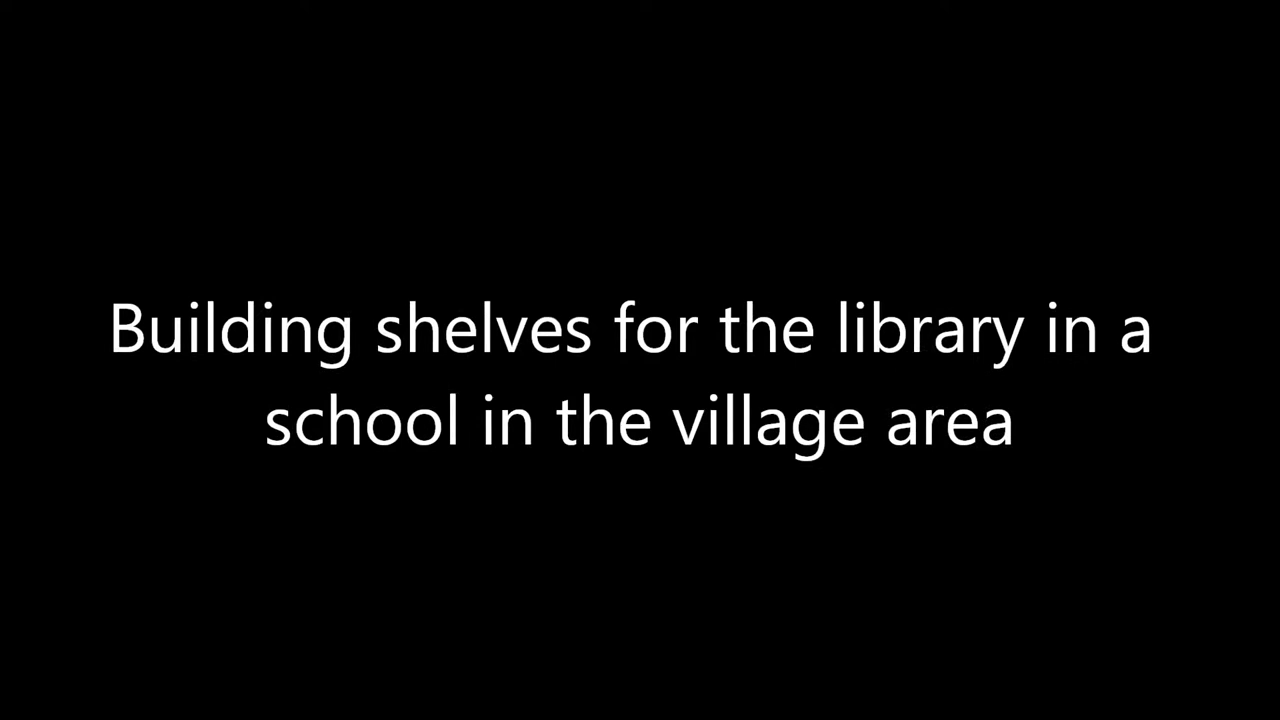 Building shelves for the library in a
school in the village area